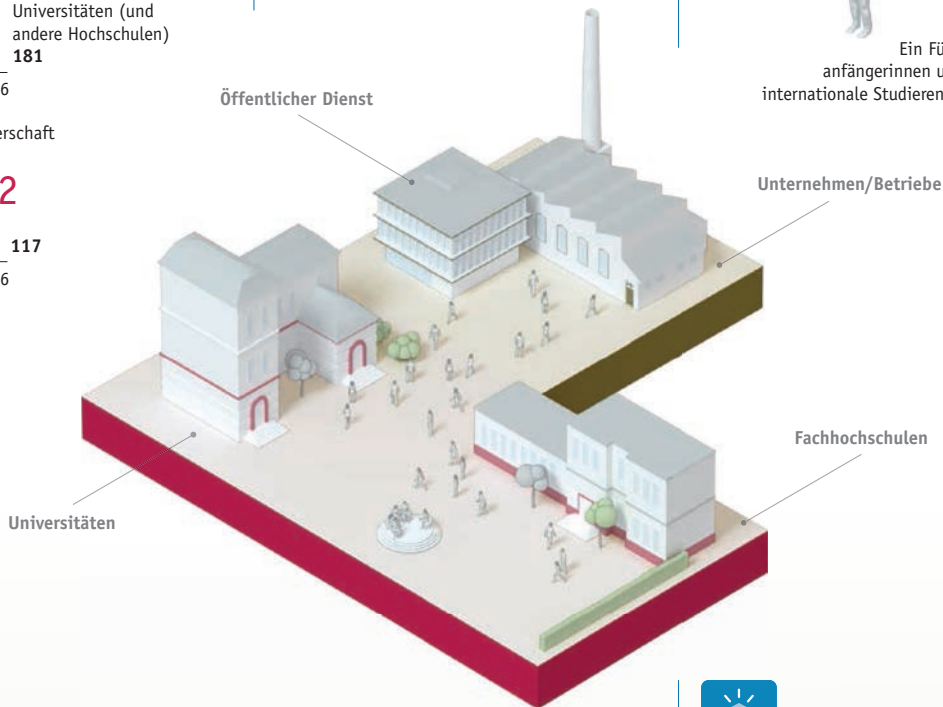 Universitäten (und
andere Hochschulen)
181
6
erschaft
2
117
6
Öffentlicher Dienst
Ein Fü
anfängerinnen u
internationale Studieren
Unternehmen/Betriebe
Fachhochschulen
Universitäten